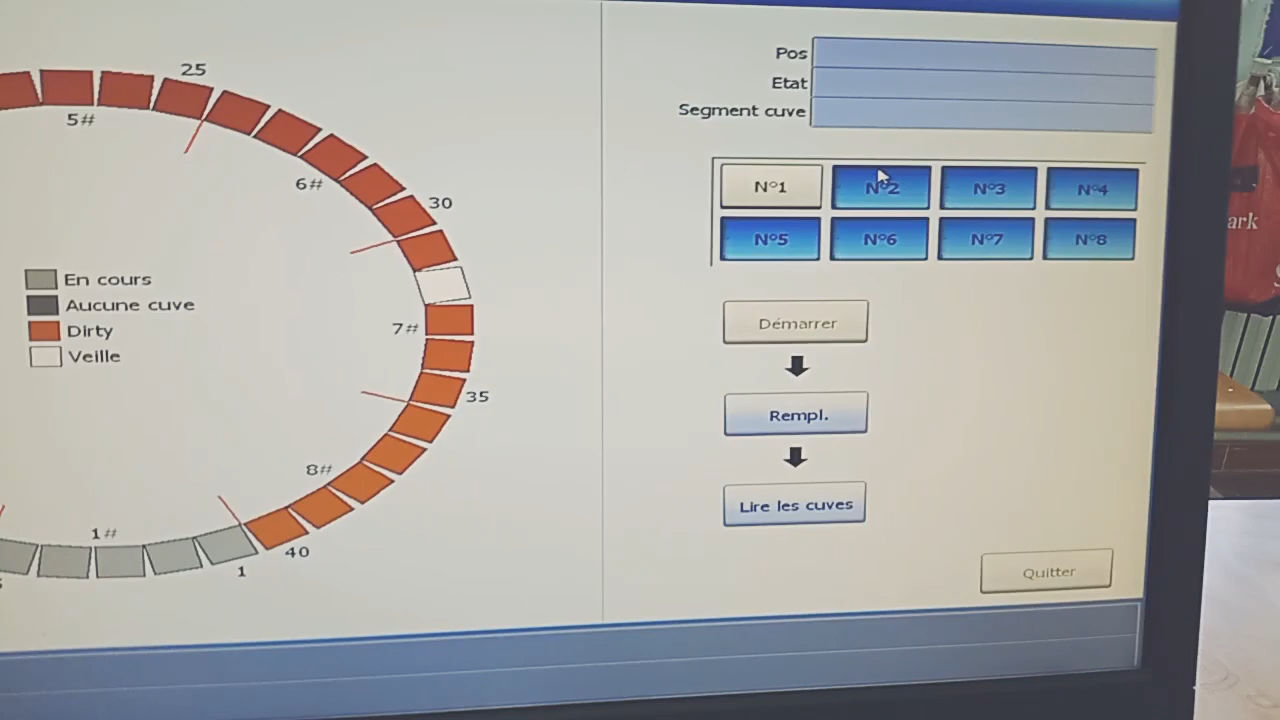 25
5#
6#
30
En cours
Aucune cuve
Dirty
Veille
7#
35
8#
40
1#
1
Pos
Etat
Segment cuve
N°1 N°2 N°3 N°4
N°5 N°6 N°7 N°8
Démarrer
Rempl.
Lire les cuves
Quitter
ark